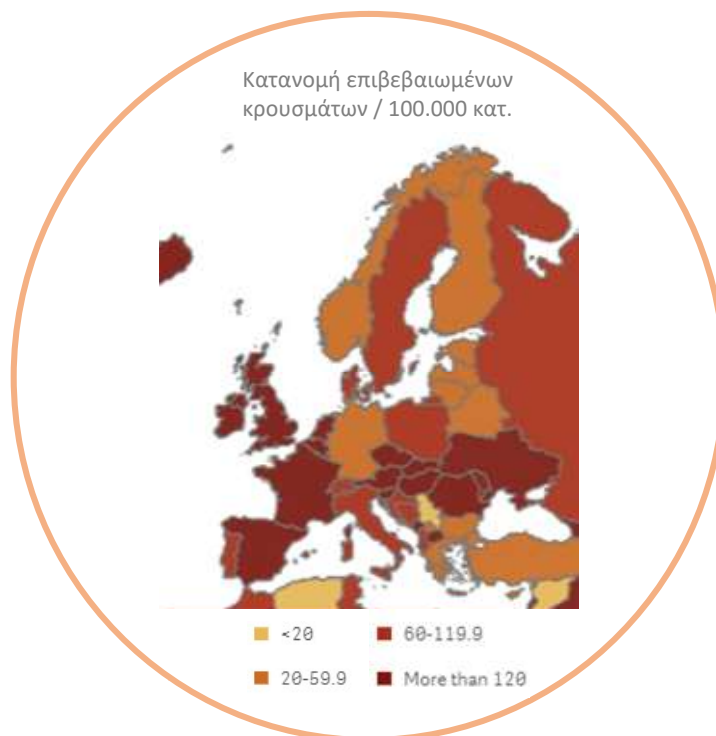 Κατανομή επιβεβαιωμένων
κρουσμάτων / 100.000 κατ.
<20
60-119.9
20-59.9
More than 120